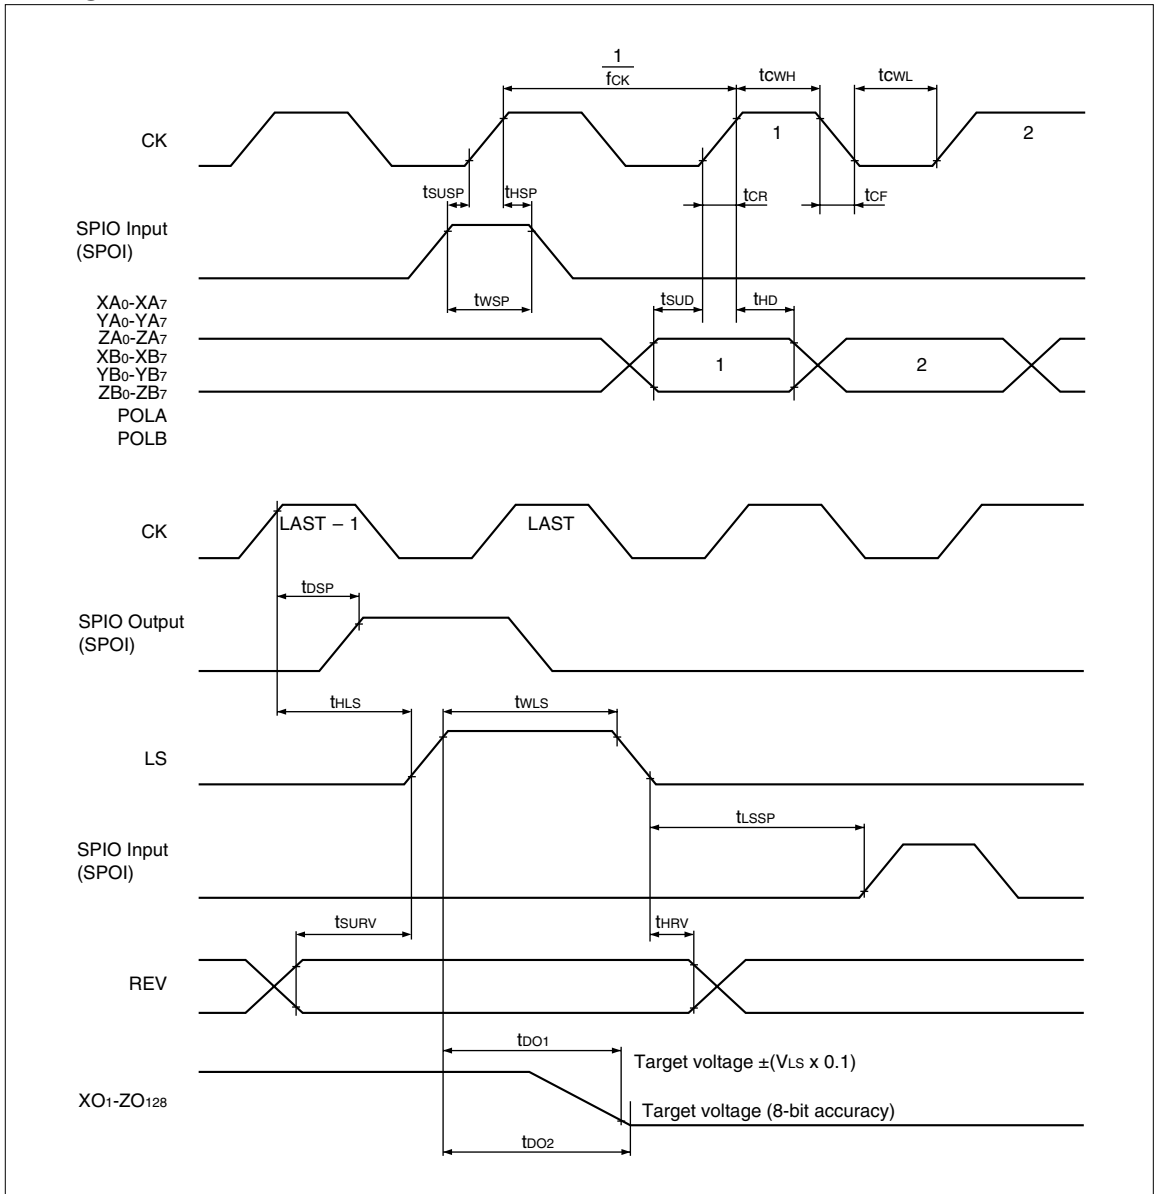 1
fCK
tCWH
tCWL
CK
1
2
tSUSP
tHSP
tCR
tCF
SPIO Input
(SPOI)
tWSP
tSUD
tHD
XA0-XA7
YA0-YA7
ZA0-ZA7
XB0-XB7
YB0-YB7
ZB0-ZB7
POLA
POLB
1
2
CK
LAST – 1
LAST
tDSP
SPIO Output
(SPOI)
tHLS
tWLS
LS
tLSSP
SPIO Input
(SPOI)
tSURV
tHRV
REV
tDO1
Target voltage ±(VLS x 0.1)
XO1-ZO128
Target voltage (8-bit accuracy)
tDO2